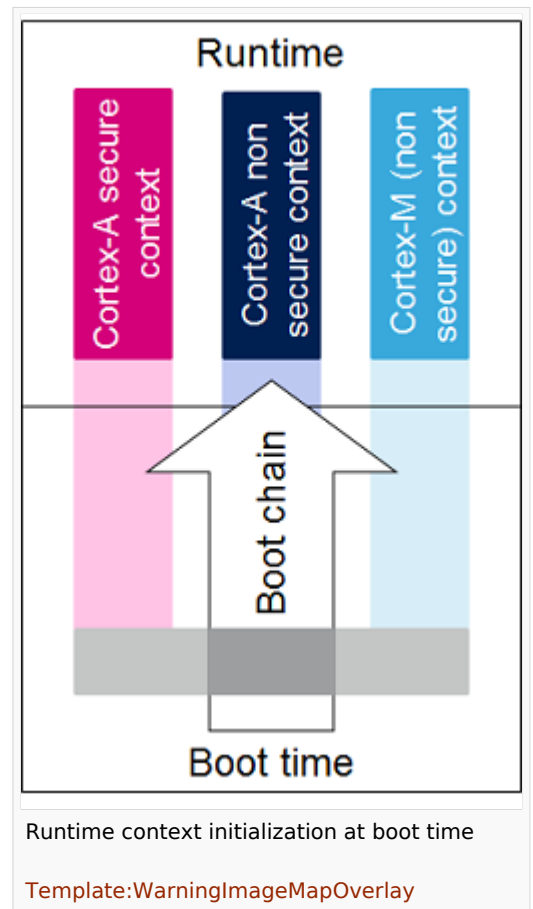 Runtime
Cortex-A secure
context
Cortex-A non
secure context
Cortex-M (non
secure) context
Boot chain
Boot time
Runtime context initialization at boot time
Template:WarningImageMapOverlay